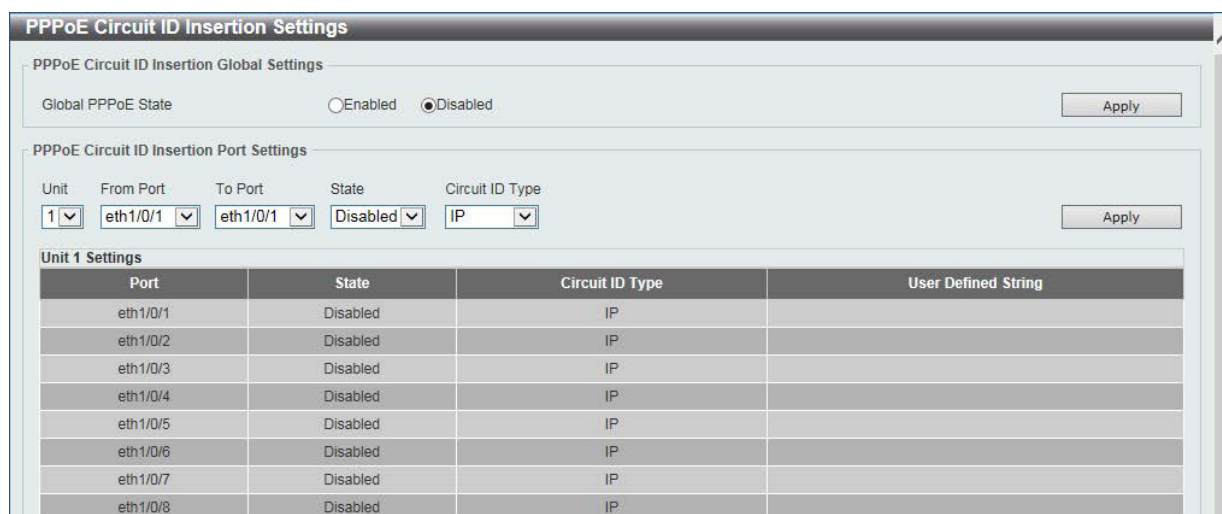 PPPoE Circuit ID Insertion Settings
PPPoE Circuit ID Insertion Global Settings
Global PPPoE State Enabled Disabled Apply
PPPoE Circuit ID Insertion Port Settings
Unit From Port To Port State Circuit ID Type
1 eth1/0/1 eth1/0/1 Disabled IP Apply
Unit 1 Settings
Port State Circuit ID Type User Defined String
eth1/0/1 Disabled IP
eth1/0/2 Disabled IP
eth1/0/3 Disabled IP
eth1/0/4 Disabled IP
eth1/0/5 Disabled IP
eth1/0/6 Disabled IP
eth1/0/7 Disabled IP
eth1/0/8 Disabled IP